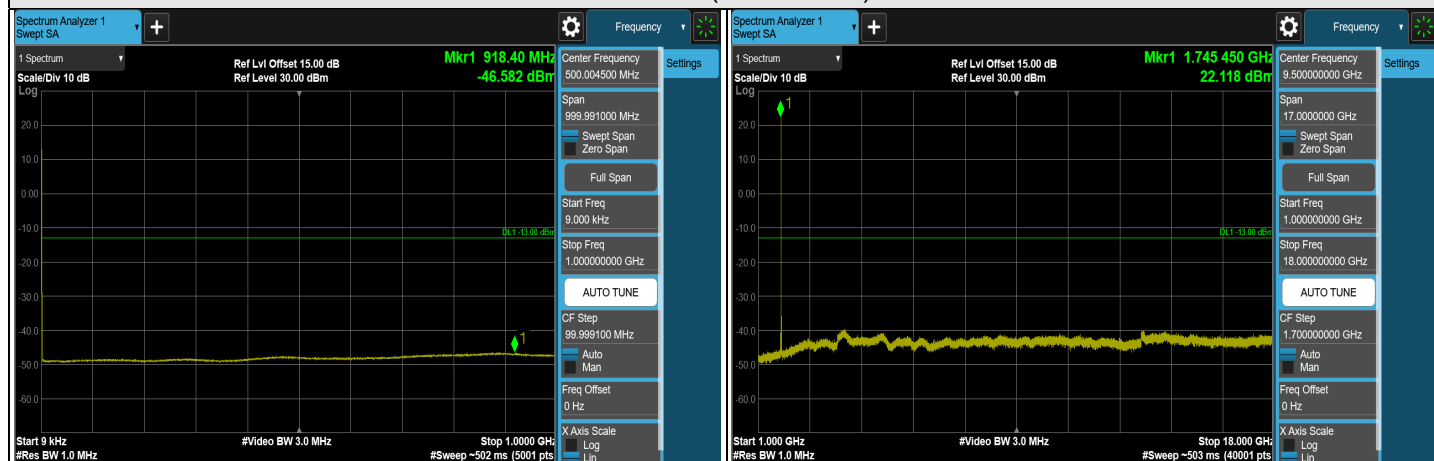 Spectrum Analyzer 1
Swept SA
+
Frequency
1 Spectrum
Scale/Div 10 dB
Log
Ref Lvl Offset 15.00 dB
Ref Level 30.00 dBm
Mkr1 918.40 MHz
-46.582 dBm
1
20.0
10.0
0.00
-10.0
DL1 -13.00 dBm
-20.0
-30.0
-40.0
-50.0
-60.0
Start 9 kHz
#Res BW 1.0 MHz
#Video BW 3.0 MHz
Stop 1.0000 GHz
#Sweep ~502 ms (5001 pts
Center Frequency
500.004500 MHz
Span
999.991000 MHz
Swept Span
Zero Span
Full Span
Start Freq
9.000 kHz
Stop Freq
1.000000000 GHz
AUTO TUNE
CF Step
99.999100 MHz
Auto
Man
Freq Offset
0 Hz
X Axis Scale
Log
Lin
Settings
Spectrum Analyzer 1
Swept SA
+
Frequency
1 Spectrum
Scale/Div 10 dB
Log
Ref Lvl Offset 15.00 dB
Ref Level 30.00 dBm
Mkr1 1.745 450 GHz
22.118 dBm
1
20.0
10.0
0.00
-10.0
DL1 -13.00 dBm
-20.0
-30.0
-40.0
-50.0
-60.0
Start 1.000 GHz
#Res BW 1.0 MHz
#Video BW 3.0 MHz
Stop 18.000 GHz
#Sweep ~503 ms (40001 pts
Center Frequency
9.500000000 GHz
Span
17.0000000 GHz
Swept Span
Zero Span
Full Span
Start Freq
1.000000000 GHz
Stop Freq
18.000000000 GHz
AUTO TUNE
CF Step
1.700000000 GHz
Auto
Man
Freq Offset
0 Hz
X Axis Scale
Log
Lin
Settings